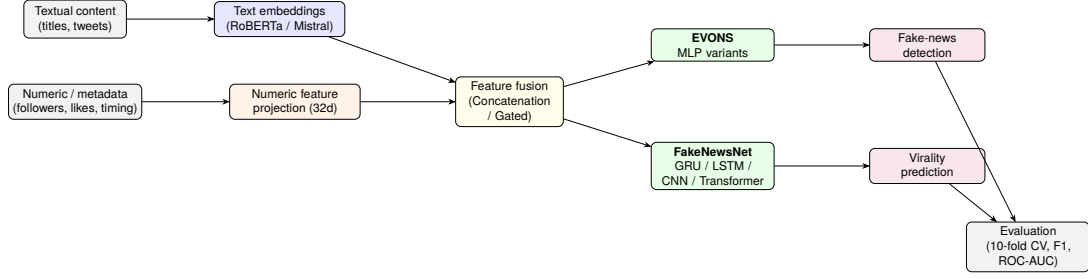 Textual content
(titles, tweets)
Text embeddings
(RoBERTa / Mistral)
Numeric / metadata
(followers, likes, timing)
Numeric feature
projection (32d)
Feature fusion
(Concatenation
/ Gated)
EVONS
MLP variants
Fake-news
detection
FakeNewsNet
GRU / LSTM /
CNN / Transformer
Virality
prediction
Evaluation
(10-fold CV, F1,
ROC-AUC)